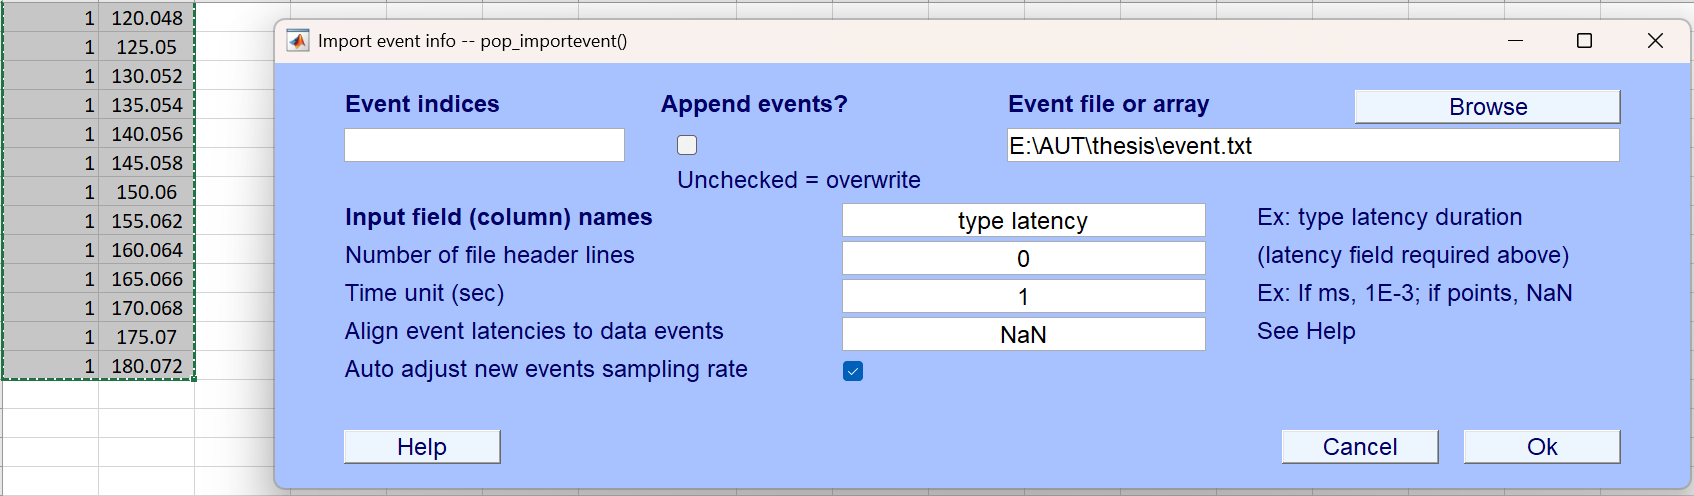 1 120.048
1 125.05
1 130.052
1 135.054
1 140.056
1 145.058
1 150.06
1 155.062
1 160.064
1 165.066
1 170.068
1 175.07
1 180.072
Import event info -- pop_importevent()
Event indices Append events? Event file or array Browse
E:\AUT\thesis\event.txt
Unchecked = overwrite
Input field (column) names type latency Ex: type latency duration
Number of file header lines 0 (latency field required above)
Time unit (sec) 1 Ex: If ms, 1E-3; if points, NaN
Align event latencies to data events NaN See Help
Auto adjust new events sampling rate
Help Cancel Ok